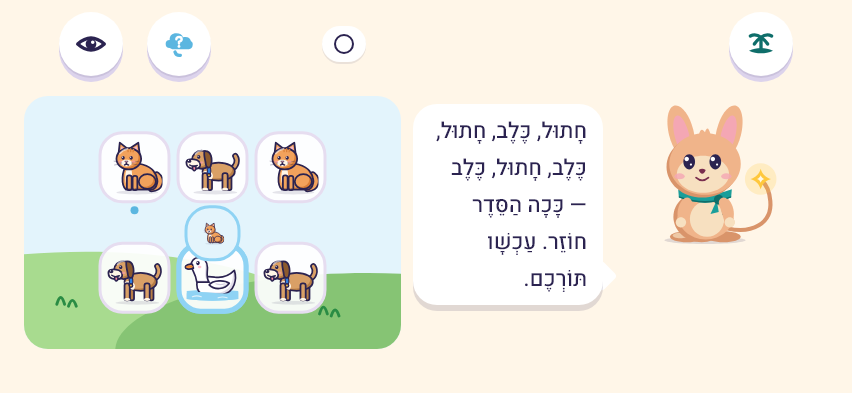 חָתוּל, כֶּלֶב, חָתוּל,
כֶּלֶב, חָתוּל, כֶּלֶב
– כָּכָה הַסֵּדֶר
חוֹזֵר. עַכְשָׁו
תּוֹרְכֶם.